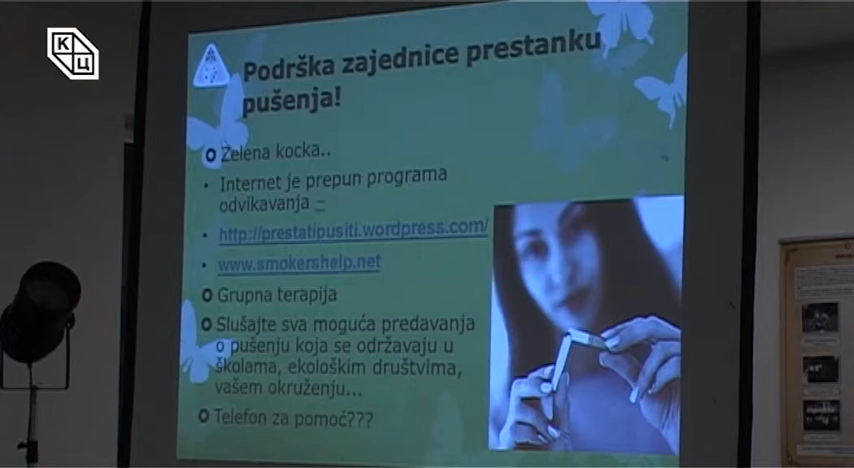 К
Ц
Podrška zajednice prestanku
pušenja!
Zelena kocka..
Internet je prepun programa
odvikavanja –
http://prestatipusiti.wordpress.com/
www.smokershelp.net
Grupna terapija
Slušajte sva moguća predavanja
o pušenju koja se održavaju u
školama, ekološkim društvima,
vašem okruženju...
Telefon za pomoć???